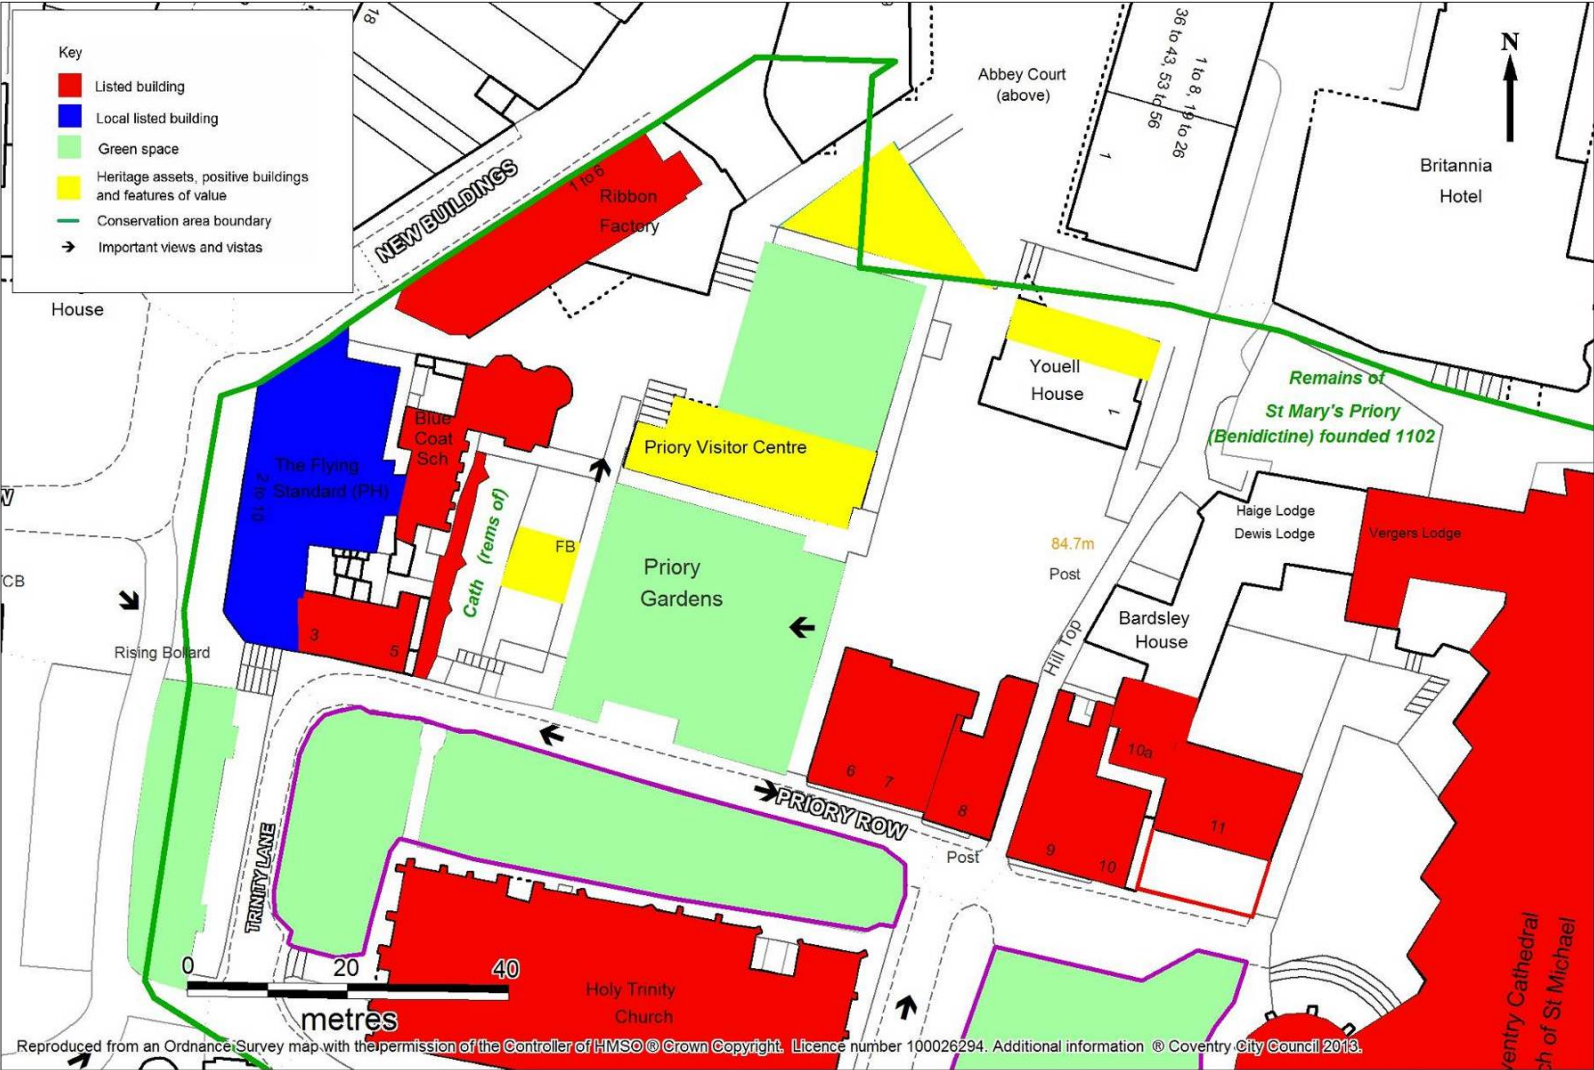 Key
Listed building
Local listed building
Green space
Heritage assets, positive buildings
and features of value
Conservation area boundary
Important views and vistas
18
N
36 to 43, 53 to 56
1 to 8, 19 to 26
1
Abbey Court
(above)
Britannia
Hotel
NEW BUILDINGS
1 to 6
Ribbon
Factory
House
Youell
House
1
Remains of
St Mary's Priory
(Benidictine) founded 1102
Blue
Coat
Sch
Priory Visitor Centre
The Flying
Standard (PH)
2 to 10
Cath (rems of)
FB
Haige Lodge
Dewis Lodge
Vergers Lodge
84.7m
Post
Priory
Gardens
TCB
Bardsley
House
Hill Top
3
5
Rising Bollard
10a
6
7
8
9
10
11
PRIORY ROW
Post
TRINITY LANE
0
20
40
metres
Holy Trinity
Church
ventry Cathedral
ch of St Michael
Reproduced from an Ordnance Survey map with the permission of the Controller of HMSO ® Crown Copyright. Licence number 100026294. Additional information ® Coventry City Council 2013.